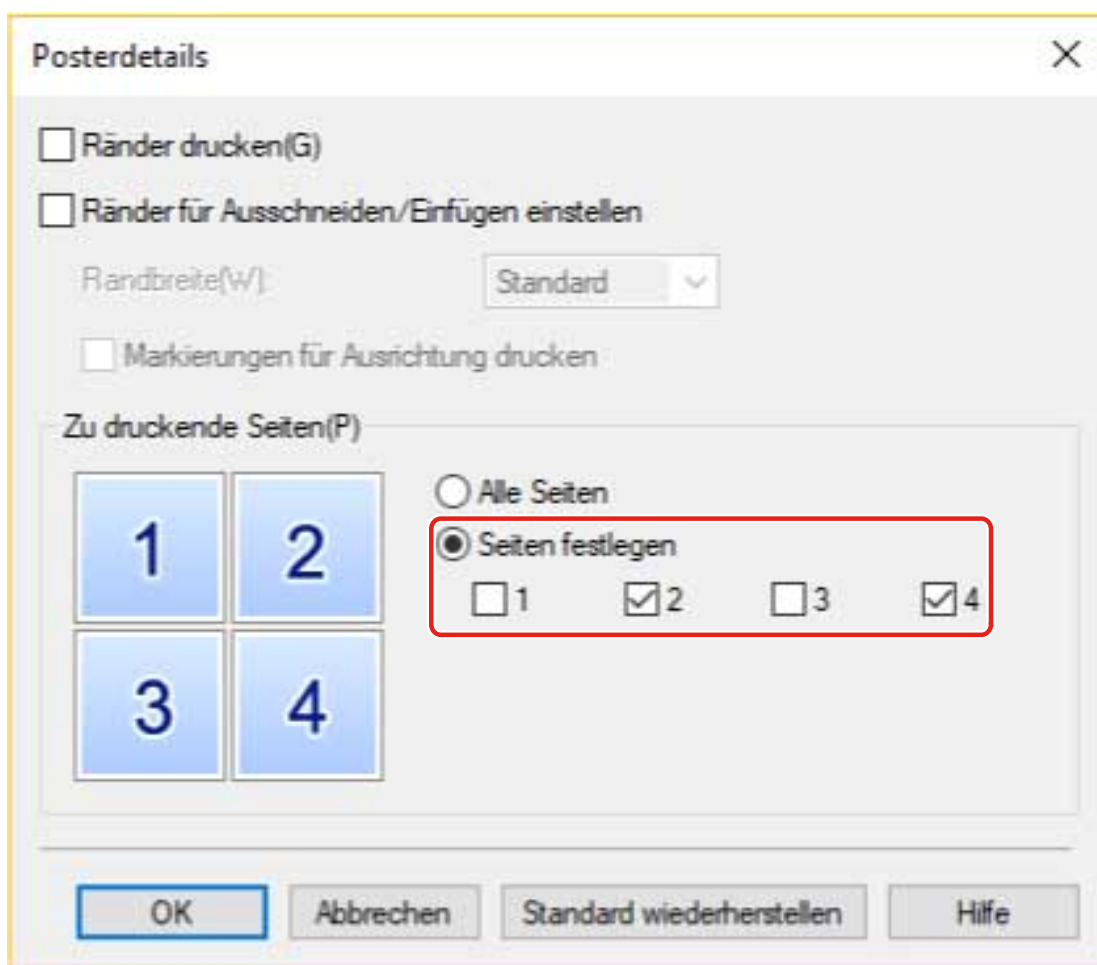 Posterdetails
Ränder drucken(G)
Ränder für Ausschneiden/Einfügen einstellen
Randbreite(W): Standard
Markierungen für Ausrichtung drucken
Zu druckende Seiten(P)
1 2
3 4
Alle Seiten
Seiten festlegen
1 2 3 4
OK Abbrechen Standard wiederherstellen Hilfe